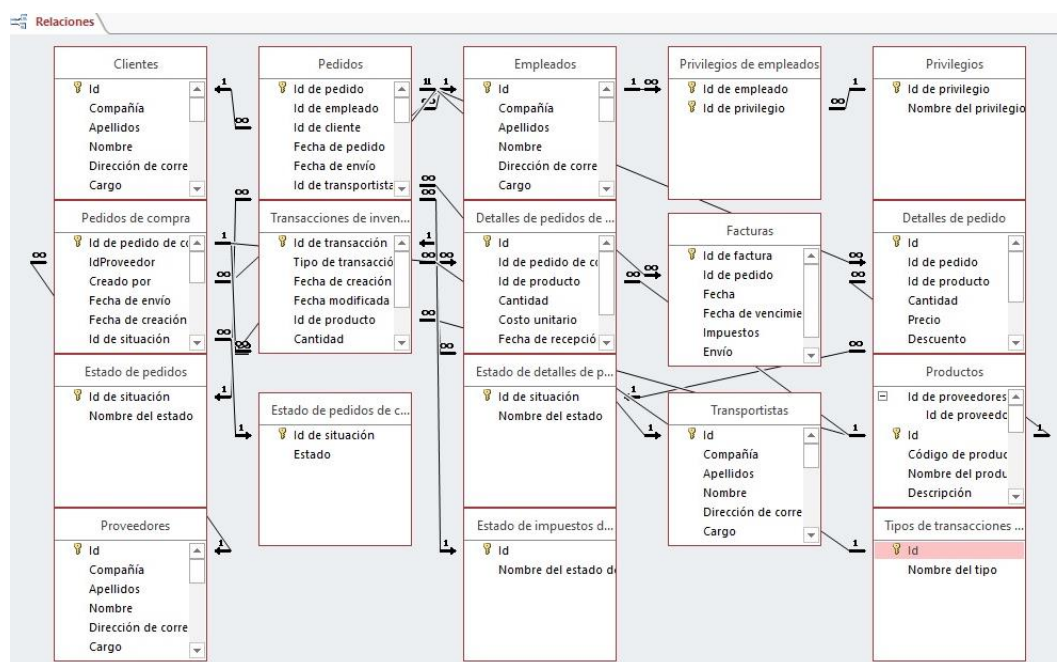 Relaciones
Clientes
Id
Compañía
Apellidos
Nombre
Dirección de corre
Cargo
Pedidos
Id de pedido
Id de empleado
Id de cliente
Fecha de pedido
Fecha de envío
Id de transportista
Empleados
Id
Compañía
Apellidos
Nombre
Dirección de corre
Cargo
Privilegios de empleados
Id de empleado
Id de privilegio
Privilegios
Id de privilegio
Nombre del privilegio
Pedidos de compra
Id de pedido de co
IdProveedor
Creado por
Fecha de envío
Fecha de creación
Id de situación
Transacciones de inven...
Id de transacción
Tipo de transacció
Fecha de creación
Fecha modificada
Id de producto
Cantidad
Detalles de pedidos de ...
Id
Id de pedido de co
Id de producto
Cantidad
Costo unitario
Fecha de recepció
Facturas
Id de factura
Id de pedido
Fecha
Fecha de vencimie
Impuestos
Envío
Detalles de pedido
Id
Id de pedido
Id de producto
Cantidad
Precio
Descuento
Estado de pedidos
Id de situación
Nombre del estado
Estado de pedidos de c...
Id de situación
Estado
Estado de detalles de p...
Id de situación
Nombre del estado
Transportistas
Id
Compañía
Apellidos
Nombre
Dirección de corre
Cargo
Productos
Id de proveedores
Id de proveedc
Id
Código de produc
Nombre del produ
Descripción
Proveedores
Id
Compañía
Apellidos
Nombre
Dirección de corre
Cargo
Estado de impuestos d...
Id
Nombre del estado de
Tipos de transacciones ...
Id
Nombre del tipo